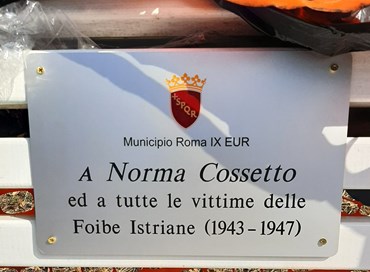 SPQR
Municipio Roma IX EUR
A Norma Cossetto
ed a tutte le vittime delle
Foibe Istriane (1943-1947)